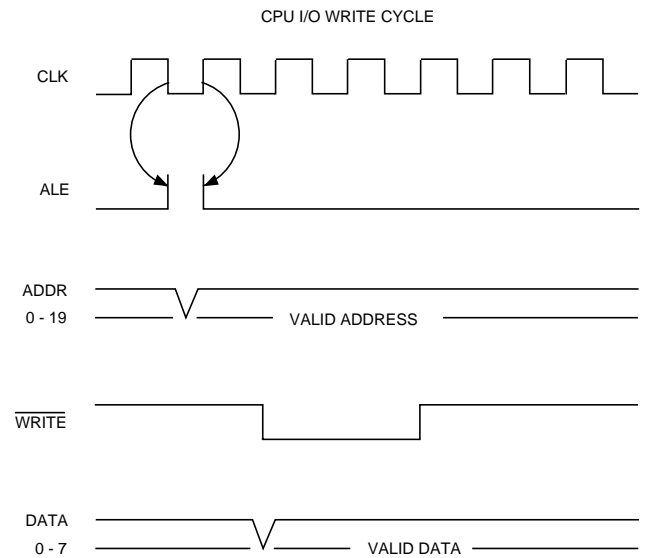 CPU I/O WRITE CYCLE
CLK
ALE
ADDR
0 - 19
VALID ADDRESS
WRITE
DATA
0 - 7
VALID DATA